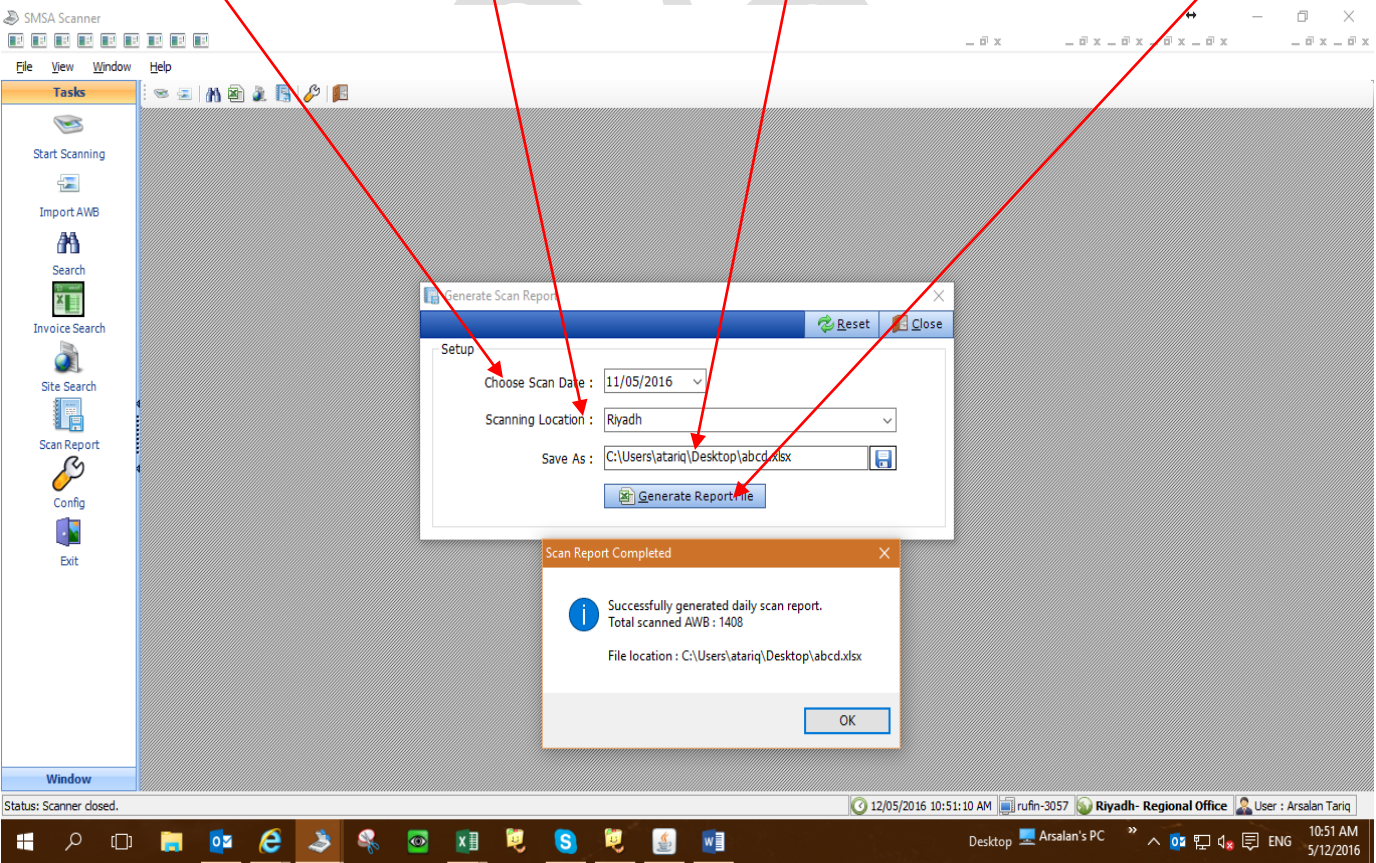 SMSA Scanner
File View Window Help
Tasks
Start Scanning
Import AWB
Search
Invoice Search
Site Search
Scan Report
Config
Exit
Window
Generate Scan Report
Reset Close
Setup
Choose Scan Date : 11/05/2016
Scanning Location : Riyadh
Save As : C:\Users\atariq\Desktop\abcd.xlsx
Generate Report File
Scan Report Completed
Successfully generated daily scan report.
Total scanned AWB : 1408
File location : C:\Users\atariq\Desktop\abcd.xlsx
OK
Status: Scanner closed. 12/05/2016 10:51:10 AM rufin-3057 Riyadh- Regional Office User : Arsalan Tariq
Desktop Arsalan's PC ENG 10:51 AM
5/12/2016